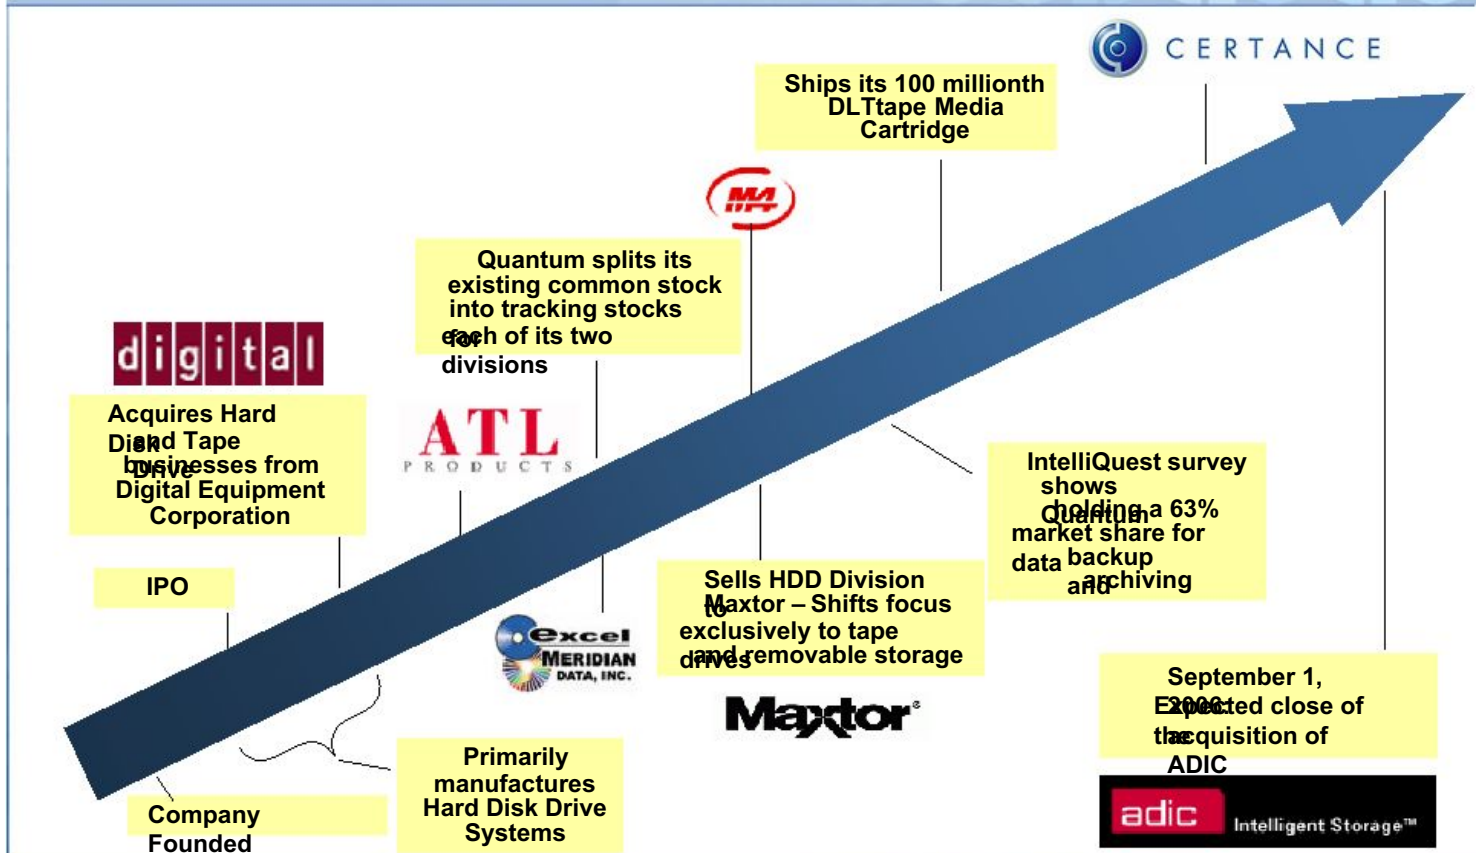 CERTANCE
Ships its 100 millionth
DLTtape Media
Cartridge
M4
Quantum splits its
existing common stock
into tracking stocks
for
each of its two
divisions
digital
Acquires Hard
Disk
and Tape
Drive
businesses from
Digital Equipment
Corporation
ATL
PRODUCTS
IPO
IntelliQuest survey
shows
Quantum
holding a 63%
market share for
data
backup
and
archiving
Sells HDD Division
to
Maxtor – Shifts focus
exclusively to tape
drives
and removable storage
excel
MERIDIAN
DATA, INC.
Maxtor
September 1,
2006:
Expected close of
the
acquisition of
ADIC
Primarily
manufactures
Hard Disk Drive
Systems
Company
Founded
adic
Intelligent Storage™